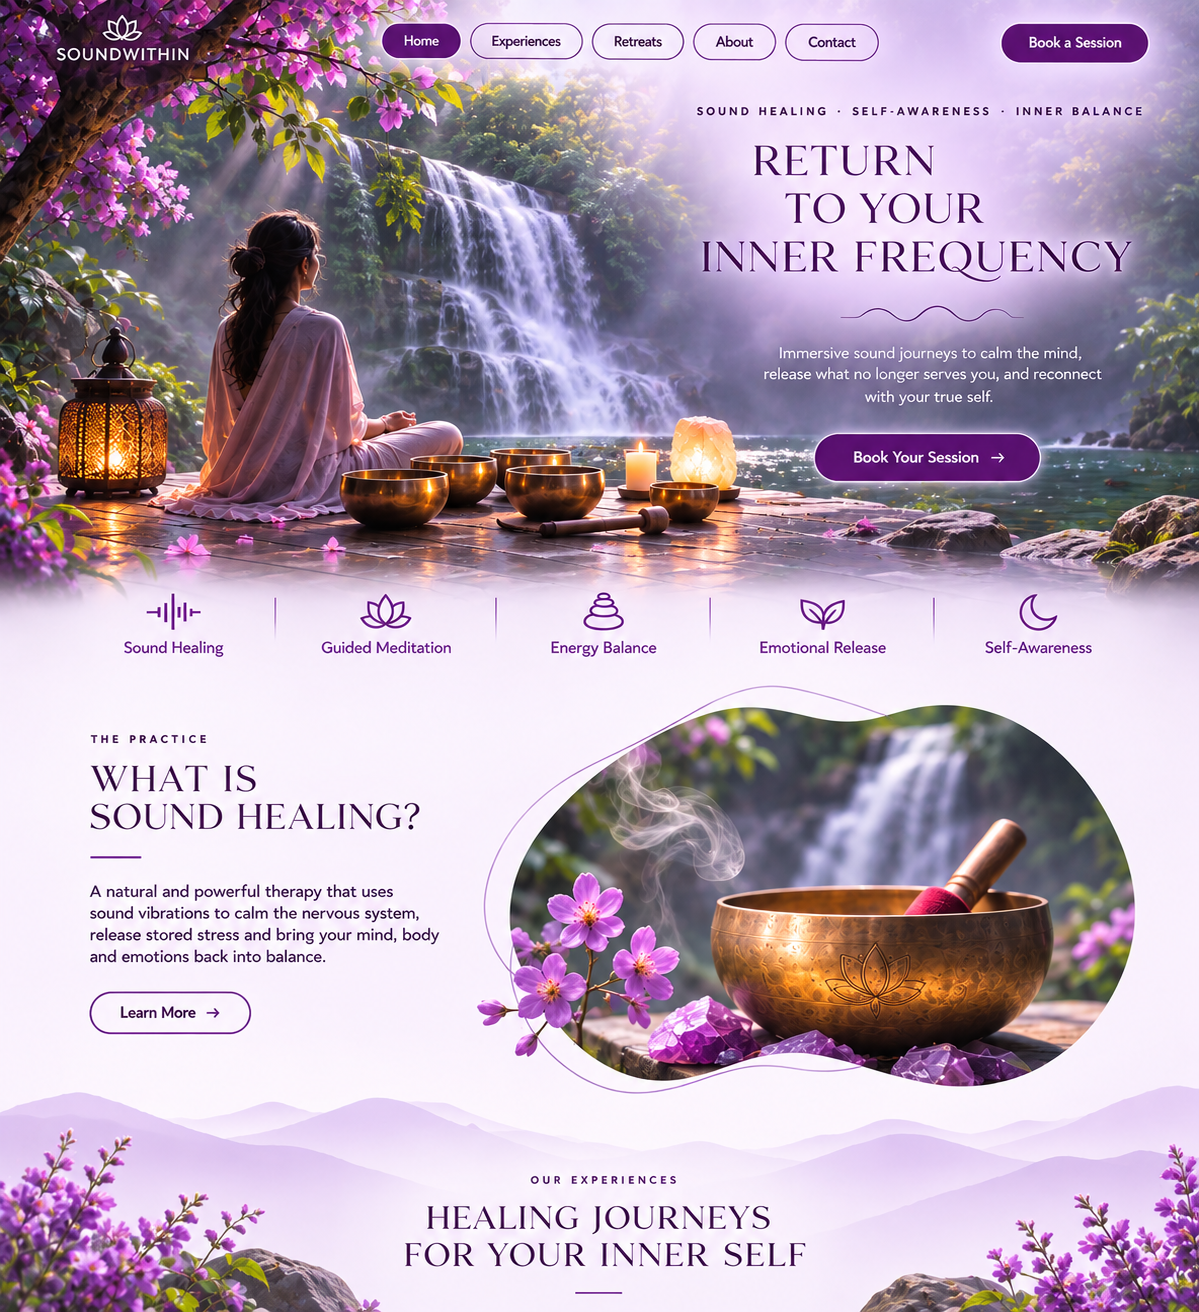 SOUNDWITHIN
Home
Experiences
Retreats
About
Contact
Book a Session
SOUND HEALING · SELF-AWARENESS · INNER BALANCE
RETURN
TO YOUR
INNER FREQUENCY
Immersive sound journeys to calm the mind,
release what no longer serves you, and reconnect
with your true self.
Book Your Session →
Sound Healing
Guided Meditation
Energy Balance
Emotional Release
Self-Awareness
THE PRACTICE
WHAT IS
SOUND HEALING?
A natural and powerful therapy that uses
sound vibrations to calm the nervous system,
release stored stress and bring your mind, body
and emotions back into balance.
Learn More →
OUR EXPERIENCES
HEALING JOURNEYS
FOR YOUR INNER SELF